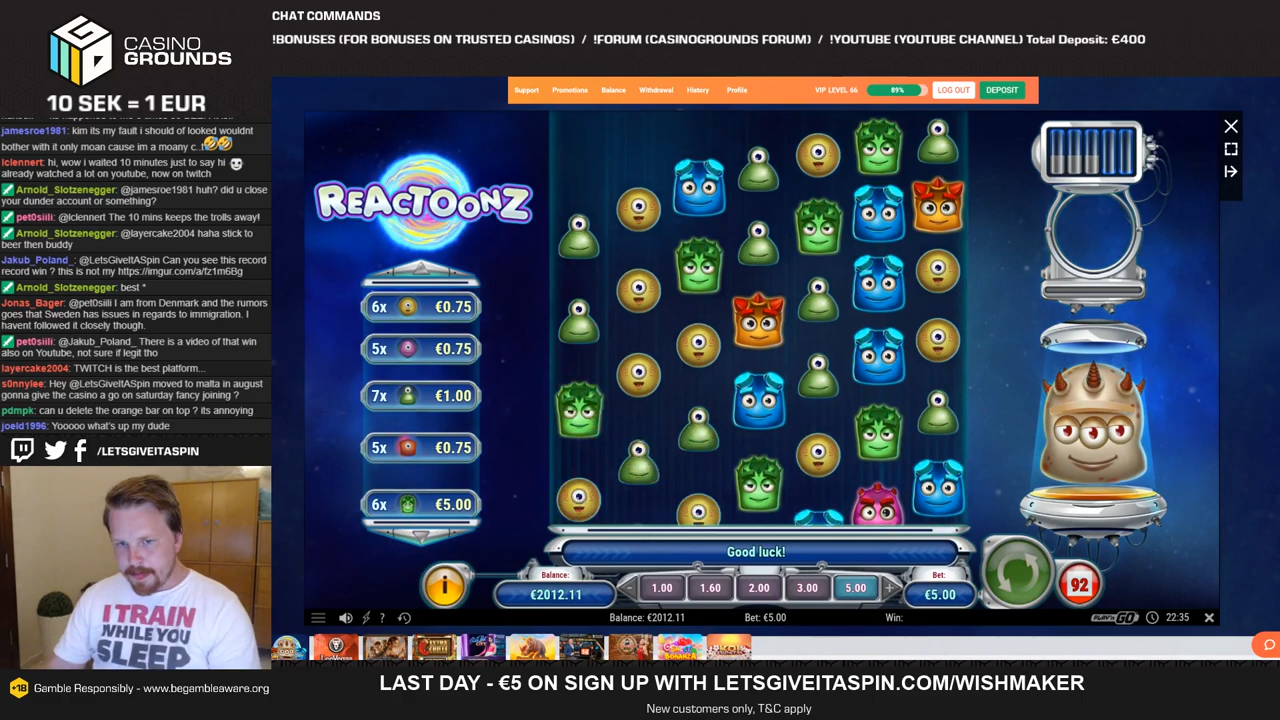 CASINO
GROUNDS
10 SEK = 1 EUR
CHAT COMMANDS
!BONUSES (FOR BONUSES ON TRUSTED CASINOS) / !FORUM (CASINOGROUNDS FORUM) / !YOUTUBE (YOUTUBE CHANNEL) Total Deposit: €400
Support Promotions Balance Withdrawal History Profile
VIP LEVEL 66 89% LOG OUT DEPOSIT
jamesroe1981: kim its my fault i should of looked wouldnt
bother with it only moan cause im a moany c..t
lclennert: hi, wow i waited 10 minutes just to say hi
already watched a lot on youtube, now on twitch
Arnold_Slotzenegger: @jamesroe1981 huh? did u close
your dunder account or something?
pet0siili: @lclennert The 10 mins keeps the trolls away!
Arnold_Slotzenegger: @layercake2004 haha stick to
beer then buddy
Jakub_Poland_: @LetsGiveItASpin Can you see this record
record win ? this is not my https://imgur.com/a/fz1m6Bg
Arnold_Slotzenegger: best *
Jonas_Bager: @pet0siili I am from Denmark and the rumors
goes that Sweden has issues in regards to immigration. I
havent followed it closely though.
pet0siili: @Jakub_Poland_ There is a video of that win
also on Youtube, not sure if legit tho
layercake2004: TWITCH is the best platform...
s0nnylee: Hey @LetsGiveItASpin moved to malta in august
gonna give the casino a go on saturday fancy joining ?
pdmpk: can u delete the orange bar on top ? its annoying
joeld1996: Yooooo what's up my dude
/LETSGIVEITASPIN
REACTOONZ
6x €0.75
5x €0.75
7x €1.00
5x €0.75
6x €5.00
Good luck!
Balance:
€2012.11
1.00 1.60 2.00 3.00 5.00
Bet:
€5.00
92
Balance: €2012.11 Bet: €5.00 Win:
PLAY'N GO 22:35
I TRAIN
WHILE YOU
SLEEP
+18 Gamble Responsibly - www.begambleaware.org
LAST DAY - €5 ON SIGN UP WITH LETSGIVEITASPIN.COM/WISHMAKER
New customers only, T&C apply